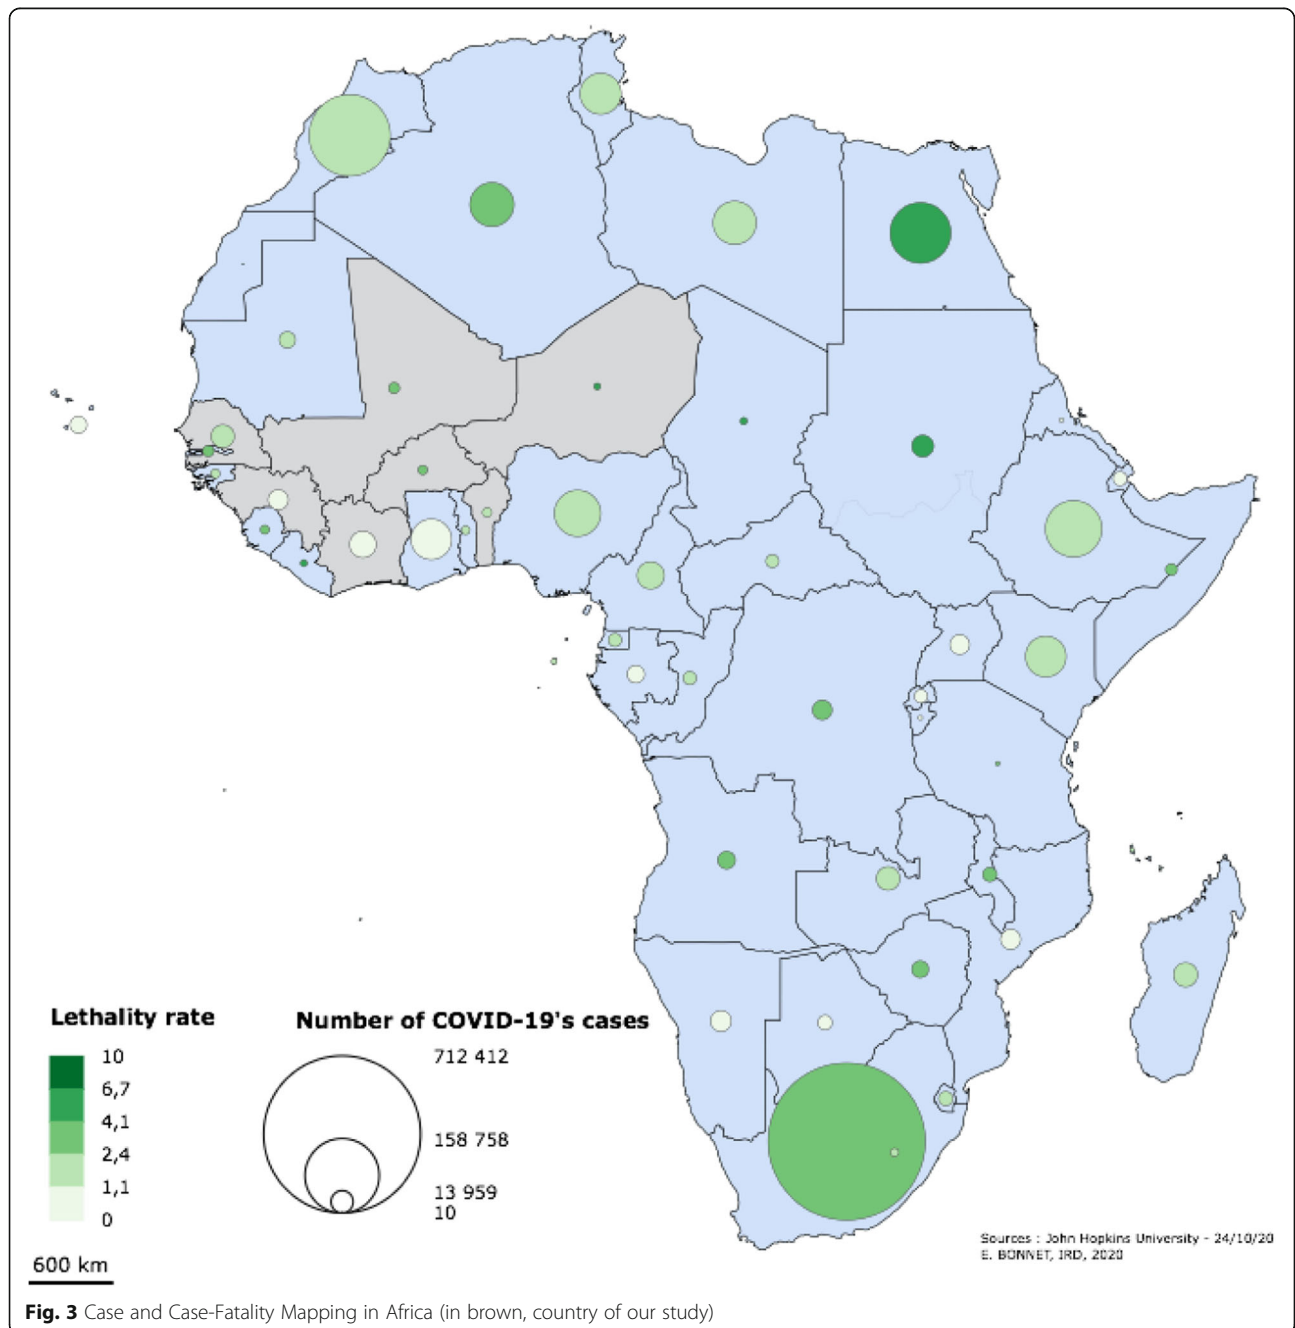 Lethality rate
10
6,7
4,1
2,4
1,1
0
600 km
Number of COVID-19's cases
712 412
158 758
13 959
10
Sources : John Hopkins University - 24/10/20
E. BONNET, IRD, 2020
Fig. 3 Case and Case-Fatality Mapping in Africa (in brown, country of our study)